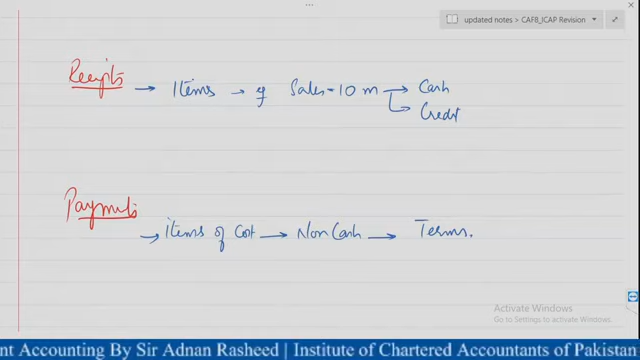 updated notes > CAF8_ICAP Revision
Receipts → Items → if Sales = 10 m → Cash
↳ Credit
Payments
→ Items of Cost → Non Cash → Terms.
Activate Windows
Go to Settings to activate Windows.
nt Accounting By Sir Adnan Rasheed | Institute of Chartered Accountants of Pakistan